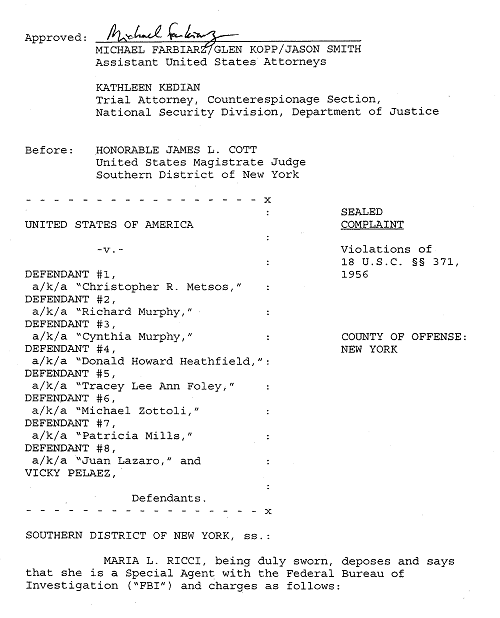 Approved: Michael Farbiarz
MICHAEL FARBIARZ/GLEN KOPP/JASON SMITH
Assistant United States Attorneys
KATHLEEN KEDIAN
Trial Attorney, Counterespionage Section,
National Security Division, Department of Justice
Before: HONORABLE JAMES L. COTT
United States Magistrate Judge
Southern District of New York
- - - - - - - - - - - - - - - - - x
: SEALED
UNITED STATES OF AMERICA COMPLAINT
:
-v.- Violations of
: 18 U.S.C. §§ 371,
DEFENDANT #1, 1956
a/k/a "Christopher R. Metsos," :
DEFENDANT #2,
a/k/a "Richard Murphy," :
DEFENDANT #3,
a/k/a "Cynthia Murphy," : COUNTY OF OFFENSE:
DEFENDANT #4, NEW YORK
a/k/a "Donald Howard Heathfield,":
DEFENDANT #5,
a/k/a "Tracey Lee Ann Foley," :
DEFENDANT #6,
a/k/a "Michael Zottoli," :
DEFENDANT #7,
a/k/a "Patricia Mills," :
DEFENDANT #8,
a/k/a "Juan Lazaro," and :
VICKY PELAEZ,
:
Defendants.
- - - - - - - - - - - - - - - - - x
SOUTHERN DISTRICT OF NEW YORK, ss.:
MARIA L. RICCI, being duly sworn, deposes and says
that she is a Special Agent with the Federal Bureau of
Investigation ("FBI") and charges as follows: